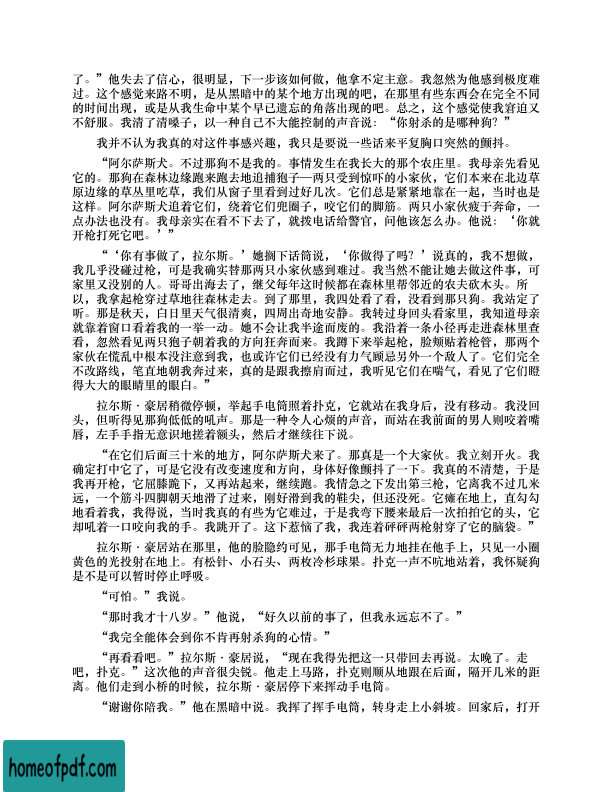 了。”他失去了信心，很明显，下一步该如何做，他拿不定主意。我忽然为他感到极度难
过。这个感觉来路不明，是从黑暗中的某个地方出现的吧，在那里有些东西会在完全不同
的时间出现，或是从我生命中某个早已遗忘的角落出现的吧。总之，这个感觉使我窘迫又
不舒服。我清了清嗓子，以一种自己不大能控制的声音说：“你射杀的是哪种狗？”
我并不认为我真的对这件事感兴趣，我只是要说一些话来平复胸口突然的颤抖。
“阿尔萨斯犬。不过那狗不是我的。事情发生在我长大的那个农庄里。我母亲先看见
它的。那狗在森林边缘跑来跑去地追捕狍子—两只受到惊吓的小家伙，它们本来在北边草
原边缘的草丛里吃草，我们从窗子里看到过好几次。它们总是紧紧地靠在一起，当时也是
这样。阿尔萨斯犬追着它们，绕着它们兜圈子，咬它们的脚筋。两只小家伙疲于奔命，一
点办法也没有。我母亲实在看不下去了，就拨电话给警官，问他该怎么办。他说：‘你就
开枪打死它吧。’”
“‘你有事做了，拉尔斯。’她搁下话筒说，‘你做得了吗？’说真的，我不想做，
我几乎没碰过枪，可是我确实替那两只小家伙感到难过。我当然不能让她去做这件事，可
家里又没别的人。哥哥出海去了，继父每年这时候都在森林里帮邻近的农夫砍木头。所
以，我拿起枪穿过草地往森林走去。到了那里，我四处看了看，没看到那只狗。我站定了
听。那是秋天，白日里天气很清爽，四周出奇地安静。我转过身回头看家里，我知道母亲
就靠着窗口看着我的一举一动。她不会让我半途而废的。我沿着一条小径再走进森林里查
看，忽然看见两只狍子朝着我的方向狂奔而来。我蹲下来举起枪，脸颊贴着枪管，那两个
家伙在慌乱中根本没注意到我，也或许它们已经没有力气顾忌另外一个敌人了。它们完全
不改路线，笔直地朝我奔过来，真的是跟我擦肩而过，我听见它们在喘气，看见了它们瞪
得大大的眼睛里的眼白。”
拉尔斯·豪居稍微停顿，举起手电筒照着扑克，它就站在我身后，没有移动。我没回
头，但听得见那狗低低的吼声。那是一种令人心烦的声音，而站在我前面的男人则咬着嘴
唇，左手手指无意识地搓着额头，然后才继续往下说。
“在它们后面三十米的地方，阿尔萨斯犬来了。那真是一个大家伙。我立刻开火。我
确定打中它了，可是它没有改变速度和方向，身体好像颤抖了一下。我真的不清楚，于是
我再开枪，它屈膝跪下，又再站起来，继续跑。我情急之下发出第三枪，它离我不过几米
远，一个筋斗四脚朝天地滑了过来，刚好滑到我的鞋尖，但还没死。它瘫在地上，直勾勾
地看着我，我得说，当时我真的有些为它难过，于是我弯下腰来最后一次拍拍它的头，它
却吼着一口咬向我的手。我跳开了。这下惹恼了我，我连着砰砰两枪射穿了它的脑袋。”
拉尔斯·豪居站在那里，他的脸隐约可见，那手电筒无力地挂在他手上，只见一小圈
黄色的光投射在地上。有松针、小石头、两枚冷杉球果。扑克一声不吭地站着，我怀疑狗
是不是可以暂时停止呼吸。
“可怕。”我说。
“那时我才十八岁。”他说，“好久以前的事了，但我永远忘不了。”
“我完全能体会到你不肯再射杀狗的心情。”
“再看看吧。”拉尔斯·豪居说，“现在我得先把这一只带回去再说。太晚了。走
吧，扑克。”这次他的声音很尖锐。他走上马路，扑克则顺从地跟在后面，隔开几米的距
离。他们走到小桥的时候，拉尔斯·豪居停下来挥动手电筒。
“谢谢你陪我。”他在黑暗中说。我挥了挥手电筒，转身走上小斜坡。回家后，打开
homeofpdf.com